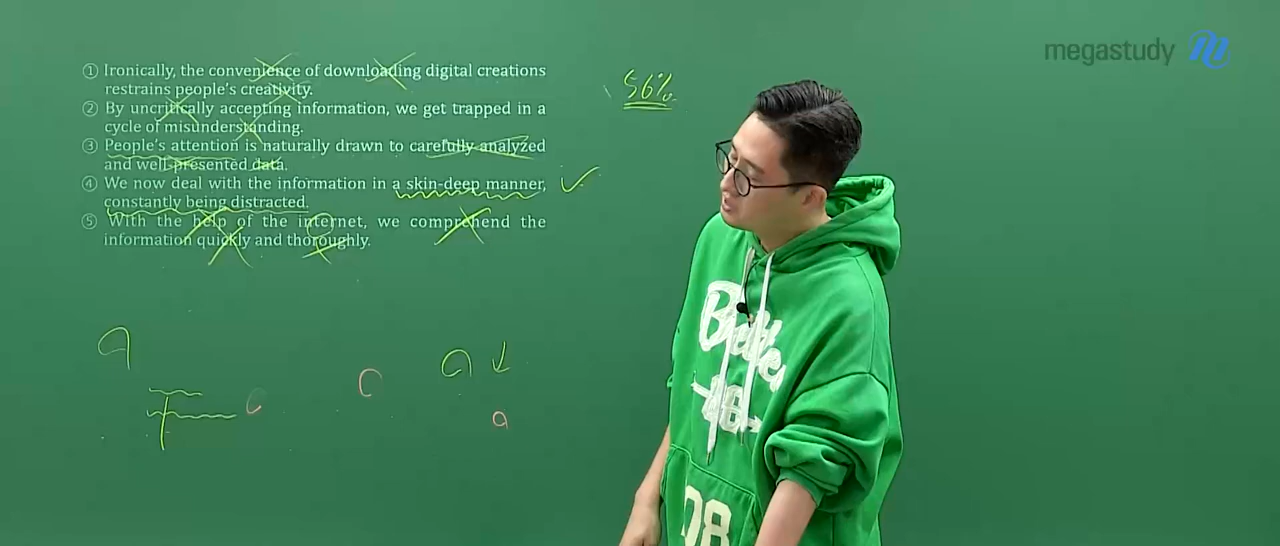 megastudy
① Ironically, the convenience of downloading digital creations
restrains people's creativity.
② By uncritically accepting information, we get trapped in a
cycle of misunderstanding.
③ People's attention is naturally drawn to carefully analyzed
and well-presented data.
④ We now deal with the information in a skin-deep manner,
constantly being distracted.
⑤ With the help of the internet, we comprehend the
information quickly and thoroughly.
56%